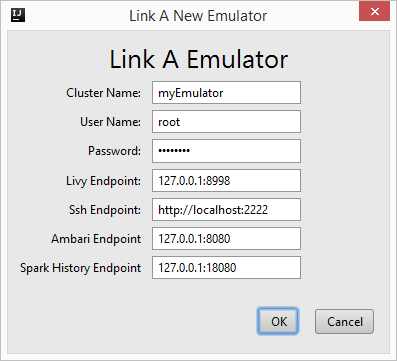 Link A New Emulator
Link A Emulator
Cluster Name: myEmulator
User Name: root
Password: ••••••••
Livy Endpoint: 127.0.0.1:8998
Ssh Endpoint: http://localhost:2222
Ambari Endpoint 127.0.0.1:8080
Spark History Endpoint 127.0.0.1:18080
OK Cancel